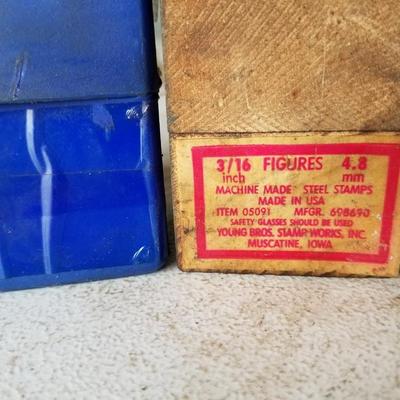 3/16 FIGURES 4.8
inch mm
MACHINE MADE STEEL STAMPS
MADE IN USA
ITEM 05091 MFGR. 698690
SAFETY GLASSES SHOULD BE USED
YOUNG BROS. STAMP WORKS, INC.
MUSCATINE, IOWA